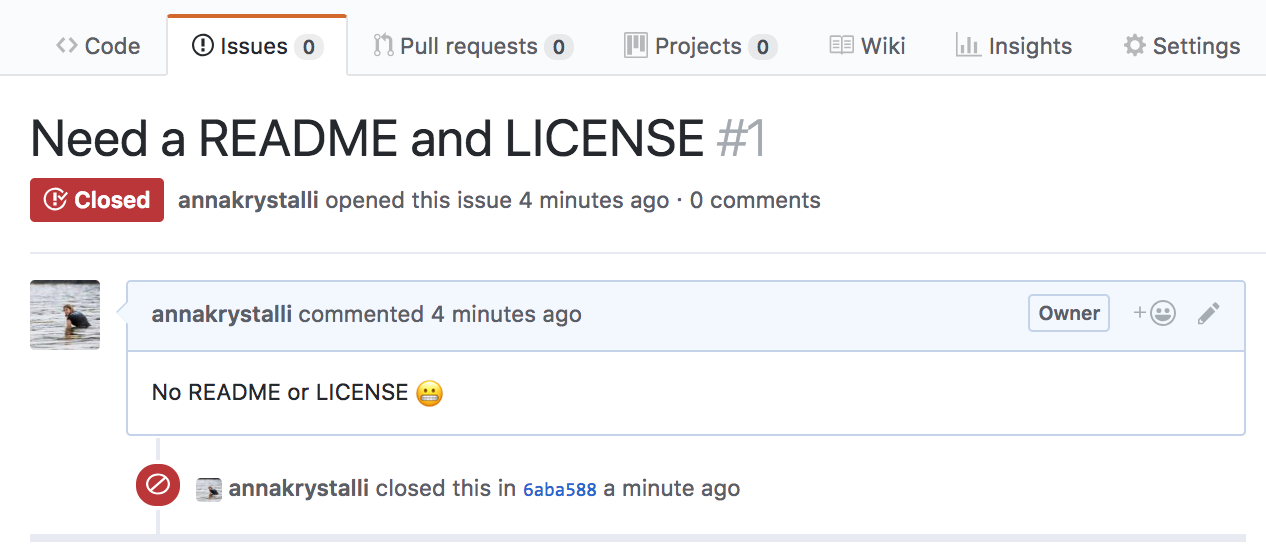 Code Issues 0 Pull requests 0 Projects 0 Wiki Insights Settings
Need a README and LICENSE #1
Closed annakrystalli opened this issue 4 minutes ago · 0 comments
annakrystalli commented 4 minutes ago Owner +
No README or LICENSE 😬
annakrystalli closed this in 6aba588 a minute ago